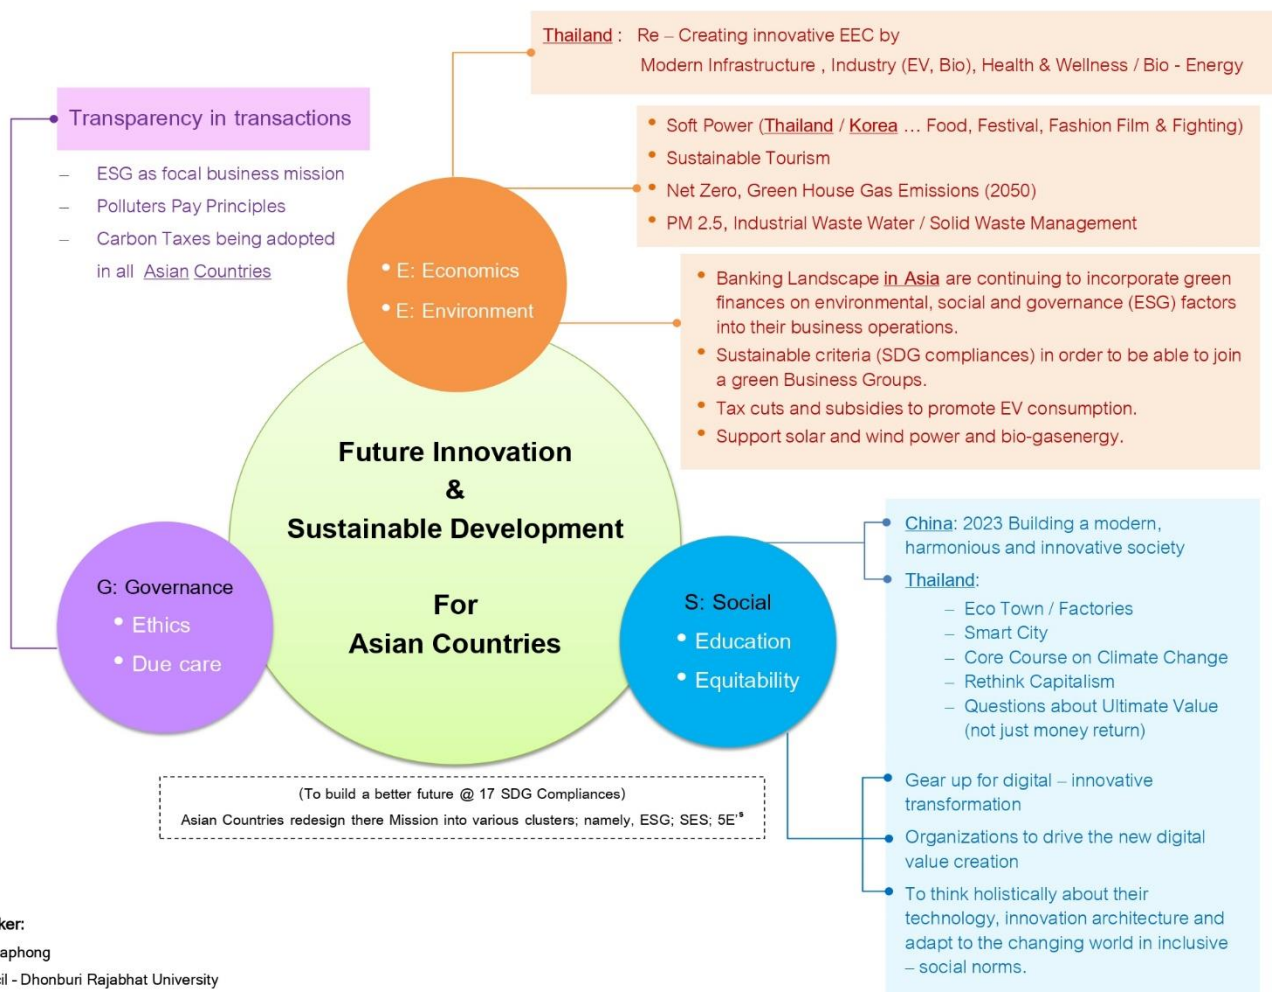 Thailand : Re – Creating innovative EEC by
Modern Infrastructure , Industry (EV, Bio), Health & Wellness / Bio - Energy
Transparency in transactions
– ESG as focal business mission
– Polluters Pay Principles
– Carbon Taxes being adopted
in all Asian Countries
• Soft Power (Thailand / Korea ... Food, Festival, Fashion Film & Fighting)
• Sustainable Tourism
• Net Zero, Green House Gas Emissions (2050)
• PM 2.5, Industrial Waste Water / Solid Waste Management
• E: Economics
• E: Environment
• Banking Landscape in Asia are continuing to incorporate green
finances on environmental, social and governance (ESG) factors
into their business operations.
• Sustainable criteria (SDG compliances) in order to be able to join
a green Business Groups.
• Tax cuts and subsidies to promote EV consumption.
• Support solar and wind power and bio-gasenergy.
Future Innovation
&
Sustainable Development
For
Asian Countries
G: Governance
• Ethics
• Due care
S: Social
• Education
• Equitability
• China: 2023 Building a modern,
harmonious and innovative society
• Thailand:
– Eco Town / Factories
– Smart City
– Core Course on Climate Change
– Rethink Capitalism
– Questions about Ultimate Value
(not just money return)
• Gear up for digital – innovative
transformation
• Organizations to drive the new digital
value creation
• To think holistically about their
technology, innovation architecture and
adapt to the changing world in inclusive
– social norms.
(To build a better future @ 17 SDG Compliances)
Asian Countries redesign there Mission into various clusters; namely, ESG; SES; 5E's
ker:
aphong
cil - Dhonburi Rajabhat University